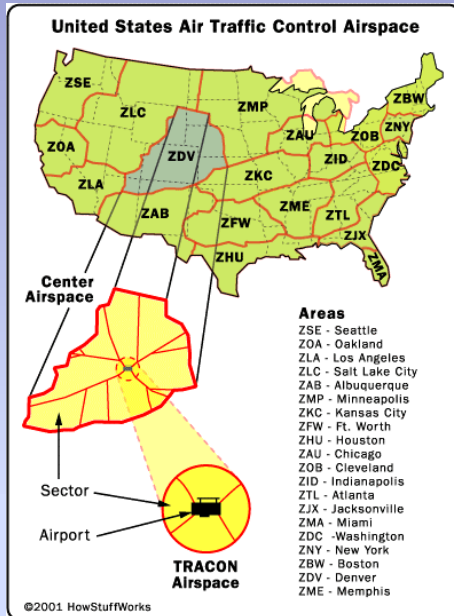 United States Air Traffic Control Airspace
ZSE
ZLC
ZMP
ZBW
ZAU
ZNY
ZOB
ZOA
ZDV
ZID
ZDC
ZKC
ZLA
ZME
ZAB
ZFW
ZTL
ZJX
ZHU
ZMA
Center
Airspace
Areas
ZSE - Seattle
ZOA - Oakland
ZLA - Los Angeles
ZLC - Salt Lake City
ZAB - Albuquerque
ZMP - Minneapolis
ZKC - Kansas City
ZFW - Ft. Worth
ZHU - Houston
ZAU - Chicago
ZOB - Cleveland
ZID - Indianapolis
ZTL - Atlanta
ZJX - Jacksonville
ZMA - Miami
ZDC -Washington
ZNY - New York
ZBW - Boston
ZDV - Denver
ZME - Memphis
Sector
Airport
TRACON
Airspace
©2001 HowStuffWorks